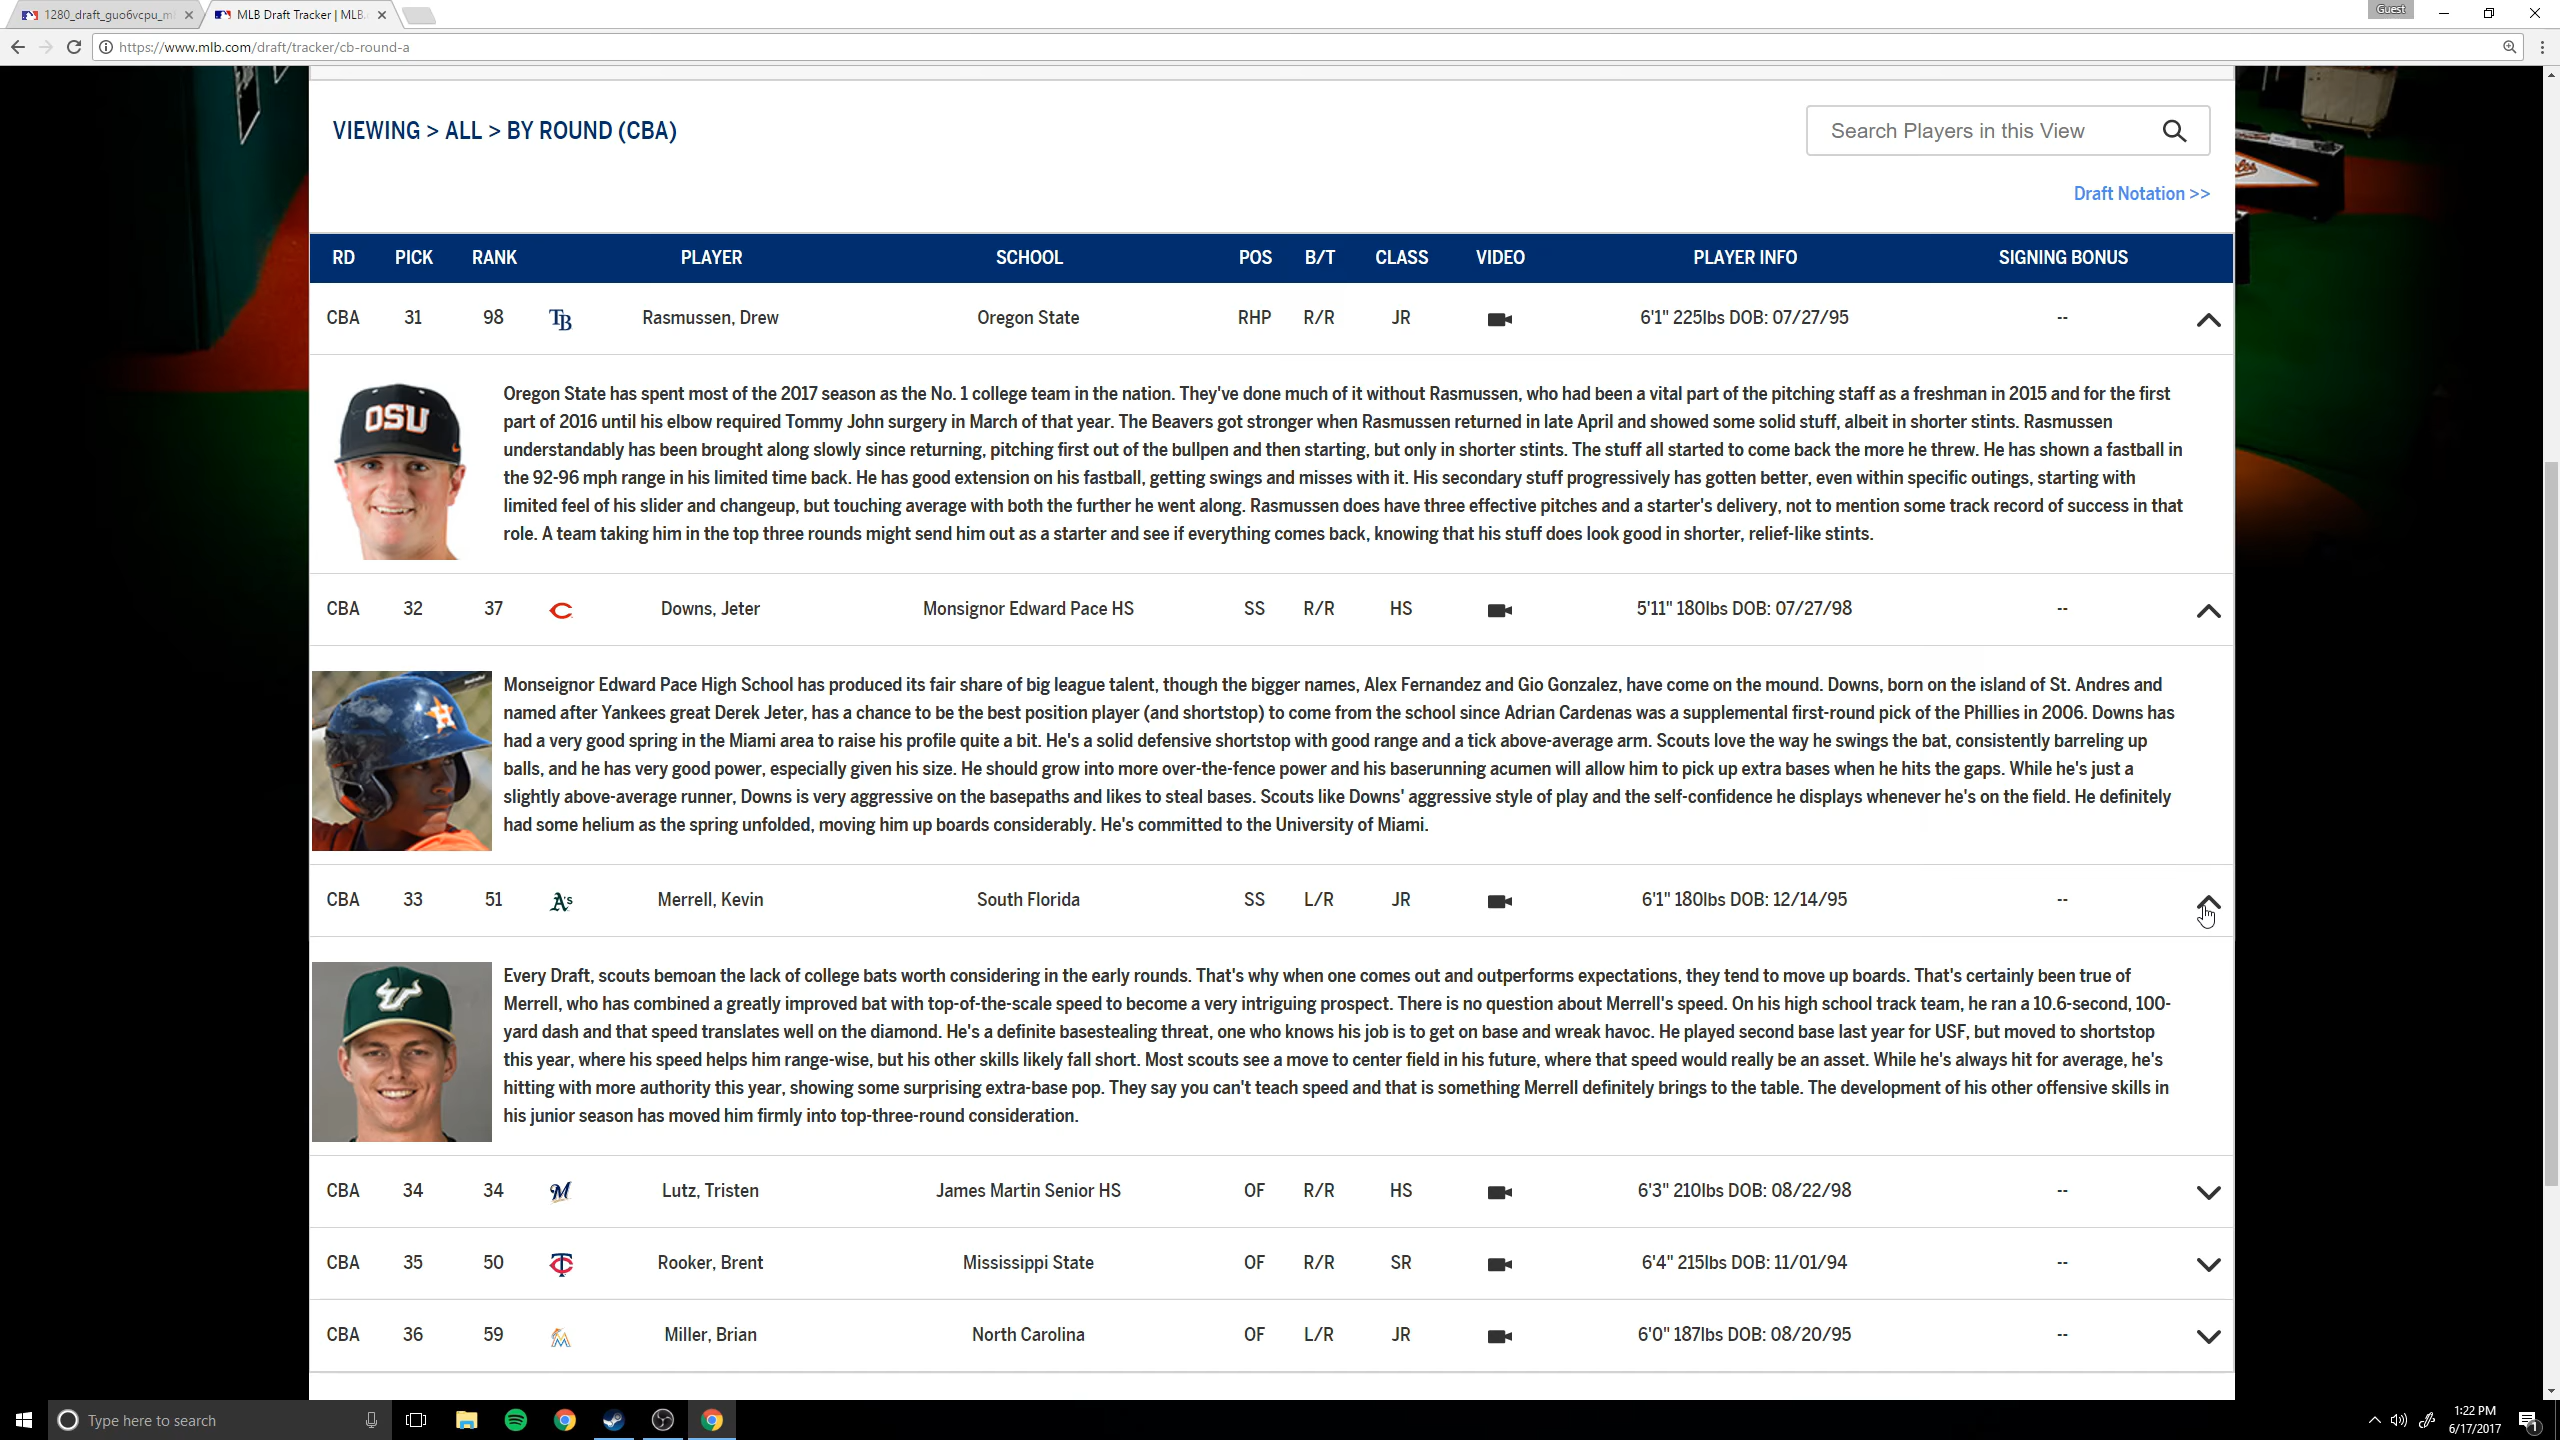 1280_draft_guo6vcpu_m
MLB Draft Tracker | MLB.
Guest
https://www.mlb.com/draft/tracker/cb-round-a
VIEWING > ALL > BY ROUND (CBA)
Search Players in this View
Draft Notation >>
RD PICK RANK PLAYER SCHOOL POS B/T CLASS VIDEO PLAYER INFO SIGNING BONUS
CBA 31 98 TB Rasmussen, Drew Oregon State RHP R/R JR 6'1" 225lbs DOB: 07/27/95 --
OSU
Oregon State has spent most of the 2017 season as the No. 1 college team in the nation. They've done much of it without Rasmussen, who had been a vital part of the pitching staff as a freshman in 2015 and for the first
part of 2016 until his elbow required Tommy John surgery in March of that year. The Beavers got stronger when Rasmussen returned in late April and showed some solid stuff, albeit in shorter stints. Rasmussen
understandably has been brought along slowly since returning, pitching first out of the bullpen and then starting, but only in shorter stints. The stuff all started to come back the more he threw. He has shown a fastball in
the 92-96 mph range in his limited time back. He has good extension on his fastball, getting swings and misses with it. His secondary stuff progressively has gotten better, even within specific outings, starting with
limited feel of his slider and changeup, but touching average with both the further he went along. Rasmussen does have three effective pitches and a starter's delivery, not to mention some track record of success in that
role. A team taking him in the top three rounds might send him out as a starter and see if everything comes back, knowing that his stuff does look good in shorter, relief-like stints.
CBA 32 37 C Downs, Jeter Monsignor Edward Pace HS SS R/R HS 5'11" 180lbs DOB: 07/27/98 --
H
Monseignor Edward Pace High School has produced its fair share of big league talent, though the bigger names, Alex Fernandez and Gio Gonzalez, have come on the mound. Downs, born on the island of St. Andres and
named after Yankees great Derek Jeter, has a chance to be the best position player (and shortstop) to come from the school since Adrian Cardenas was a supplemental first-round pick of the Phillies in 2006. Downs has
had a very good spring in the Miami area to raise his profile quite a bit. He's a solid defensive shortstop with good range and a tick above-average arm. Scouts love the way he swings the bat, consistently barreling up
balls, and he has very good power, especially given his size. He should grow into more over-the-fence power and his baserunning acumen will allow him to pick up extra bases when he hits the gaps. While he's just a
slightly above-average runner, Downs is very aggressive on the basepaths and likes to steal bases. Scouts like Downs' aggressive style of play and the self-confidence he displays whenever he's on the field. He definitely
had some helium as the spring unfolded, moving him up boards considerably. He's committed to the University of Miami.
CBA 33 51 A's Merrell, Kevin South Florida SS L/R JR 6'1" 180lbs DOB: 12/14/95 --
Every Draft, scouts bemoan the lack of college bats worth considering in the early rounds. That's why when one comes out and outperforms expectations, they tend to move up boards. That's certainly been true of
Merrell, who has combined a greatly improved bat with top-of-the-scale speed to become a very intriguing prospect. There is no question about Merrell's speed. On his high school track team, he ran a 10.6-second, 100-
yard dash and that speed translates well on the diamond. He's a definite basestealing threat, one who knows his job is to get on base and wreak havoc. He played second base last year for USF, but moved to shortstop
this year, where his speed helps him range-wise, but his other skills likely fall short. Most scouts see a move to center field in his future, where that speed would really be an asset. While he's always hit for average, he's
hitting with more authority this year, showing some surprising extra-base pop. They say you can't teach speed and that is something Merrell definitely brings to the table. The development of his other offensive skills in
his junior season has moved him firmly into top-three-round consideration.
CBA 34 34 M Lutz, Tristen James Martin Senior HS OF R/R HS 6'3" 210lbs DOB: 08/22/98 --
CBA 35 50 TC Rooker, Brent Mississippi State OF R/R SR 6'4" 215lbs DOB: 11/01/94 --
CBA 36 59 M Miller, Brian North Carolina OF L/R JR 6'0" 187lbs DOB: 08/20/95 --
Type here to search
1:22 PM
6/17/2017
1